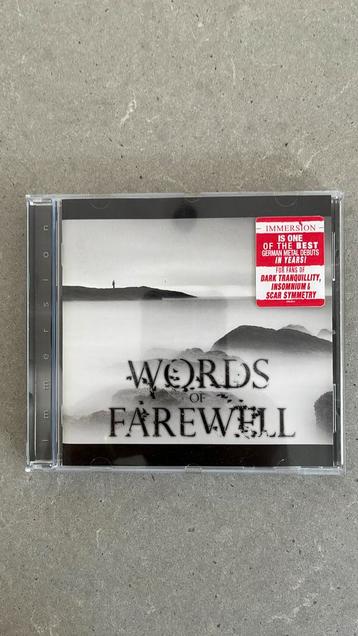 Immersion
IMMERSION
IS ONE
OF THE BEST
GERMAN METAL DEBUTS
IN YEARS!
FOR FANS OF
DARK TRANQUILLITY,
INSOMNIUM &
SCAR SYMMETRY
WORDS
OF
FAREWELL